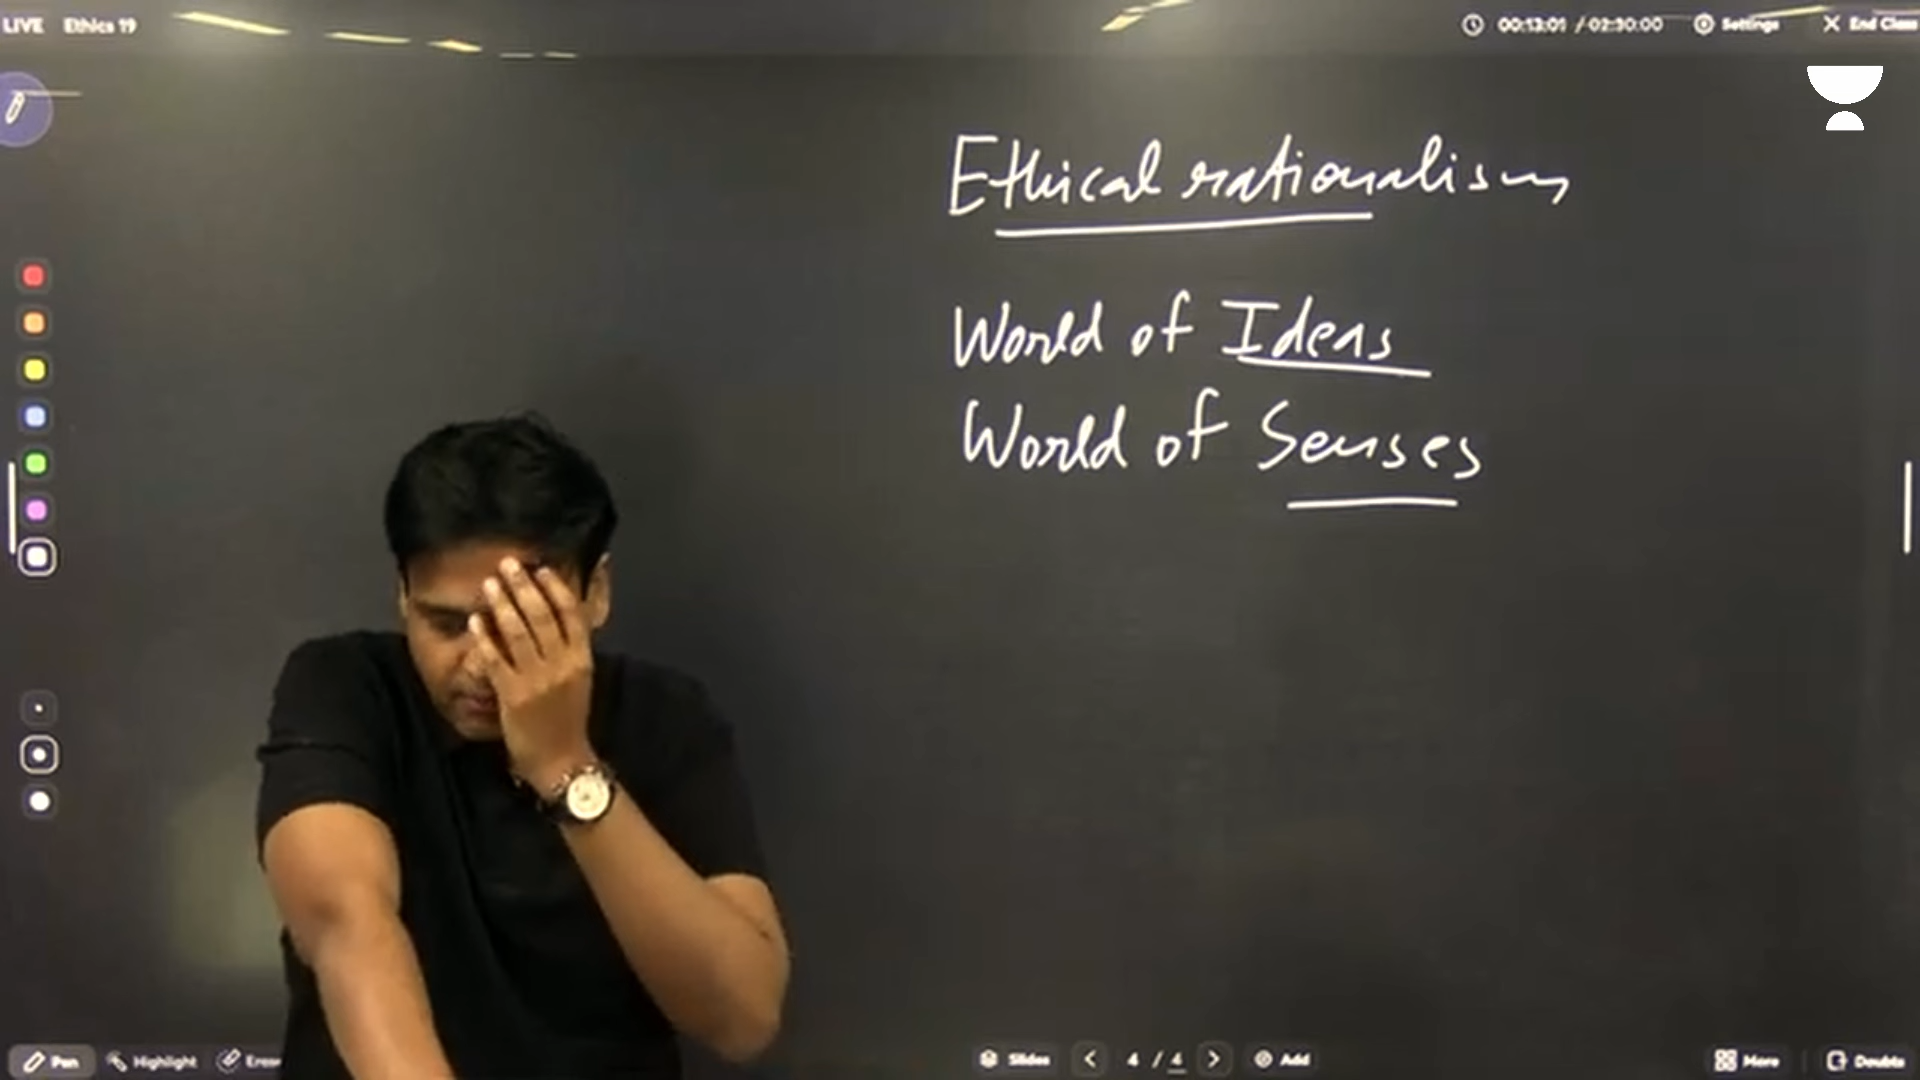 LIVE Ethics 19
00:13:01 / 02:30:00 Settings End Class
Ethical rationalism
World of Ideas
World of Senses
Pen Highlight Erase
Slides 4 / 4 Add
More Doubts